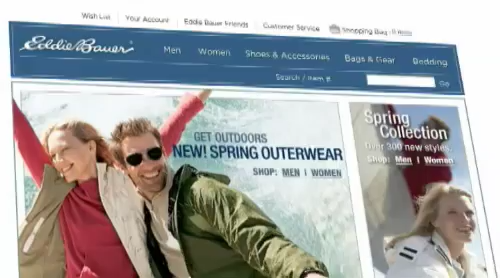 Wish List Your Account Eddie Bauer Friends Customer Service Shopping Bag: 0 items
Eddie Bauer Men Women Shoes & Accessories Bags & Gear Bedding
Search / Item # Go
GET OUTDOORS
NEW! SPRING OUTERWEAR
SHOP: MEN | WOMEN
Spring
Collection
Over 300 new styles.
Shop: Men | Women